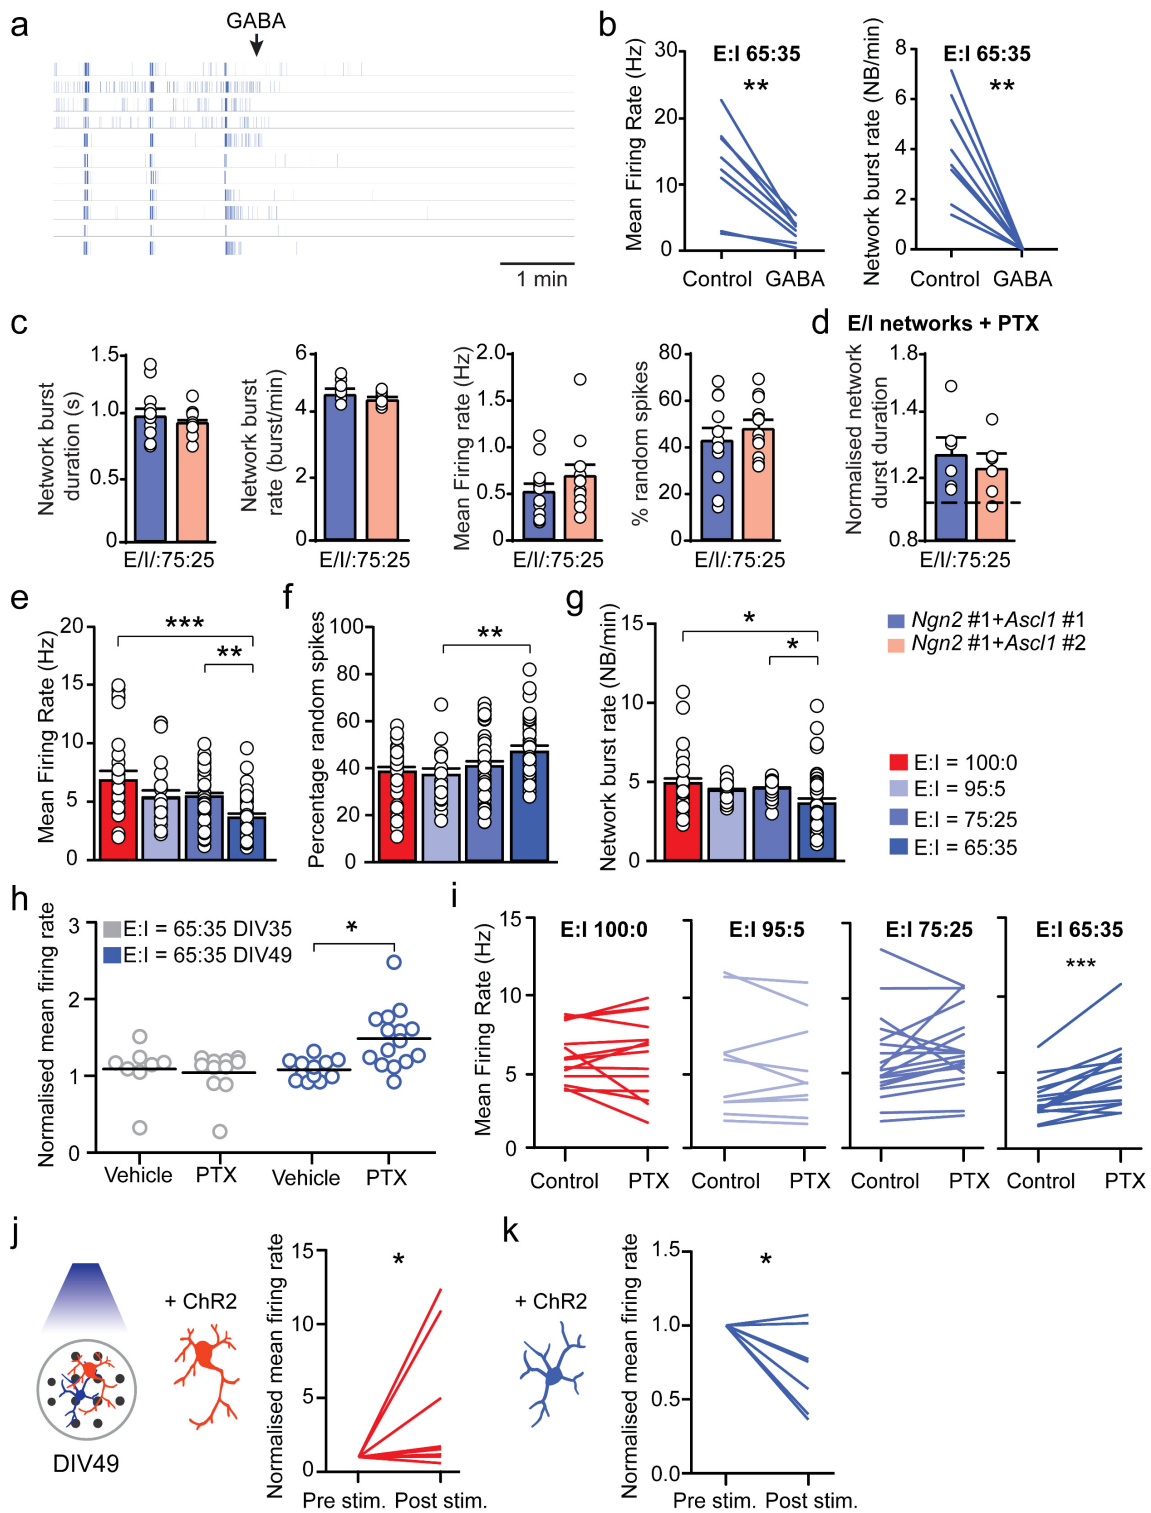 a
GABA
1 min
b
Mean Firing Rate (Hz)
30
20
10
0
E:I 65:35
**
Control GABA
Network burst rate (NB/min)
8
6
4
2
0
E:I 65:35
**
Control GABA
c
Network burst
duration (s)
1.5
1.0
0.5
0
E/I/:75:25
Network burst
rate (burst/min)
6
4
2
0
E/I/:75:25
Mean Firing rate (Hz)
2.0
1.0
0.5
0
E/I/:75:25
% random spikes
80
60
40
20
0
E/I/:75:25
d
E/I networks + PTX
Normalised network
durst duration
1.8
1.4
1.2
0.8
E/I/:75:25
e
Mean Firing Rate (Hz)
20
15
10
5
0
***
**
f
Percentage random spikes
100
80
60
40
20
0
**
g
Network burst rate (NB/min)
15
10
5
0
*
*
Ngn2 #1+Ascl1 #1
Ngn2 #1+Ascl1 #2
E:I = 100:0
E:I = 95:5
E:I = 75:25
E:I = 65:35
h
Normalised mean firing rate
3
2
1
0
E:I = 65:35 DIV35
E:I = 65:35 DIV49
*
Vehicle PTX Vehicle PTX
i
Mean Firing Rate (Hz)
15
10
5
0
E:I 100:0
Control PTX
E:I 95:5
Control PTX
E:I 75:25
Control PTX
E:I 65:35
***
Control PTX
j
DIV49
+ ChR2
Normalised mean firing rate
15
10
5
0
*
Pre stim. Post stim.
k
+ ChR2
Normalised mean firing rate
1.5
1.0
0.5
0.0
*
Pre stim. Post stim.